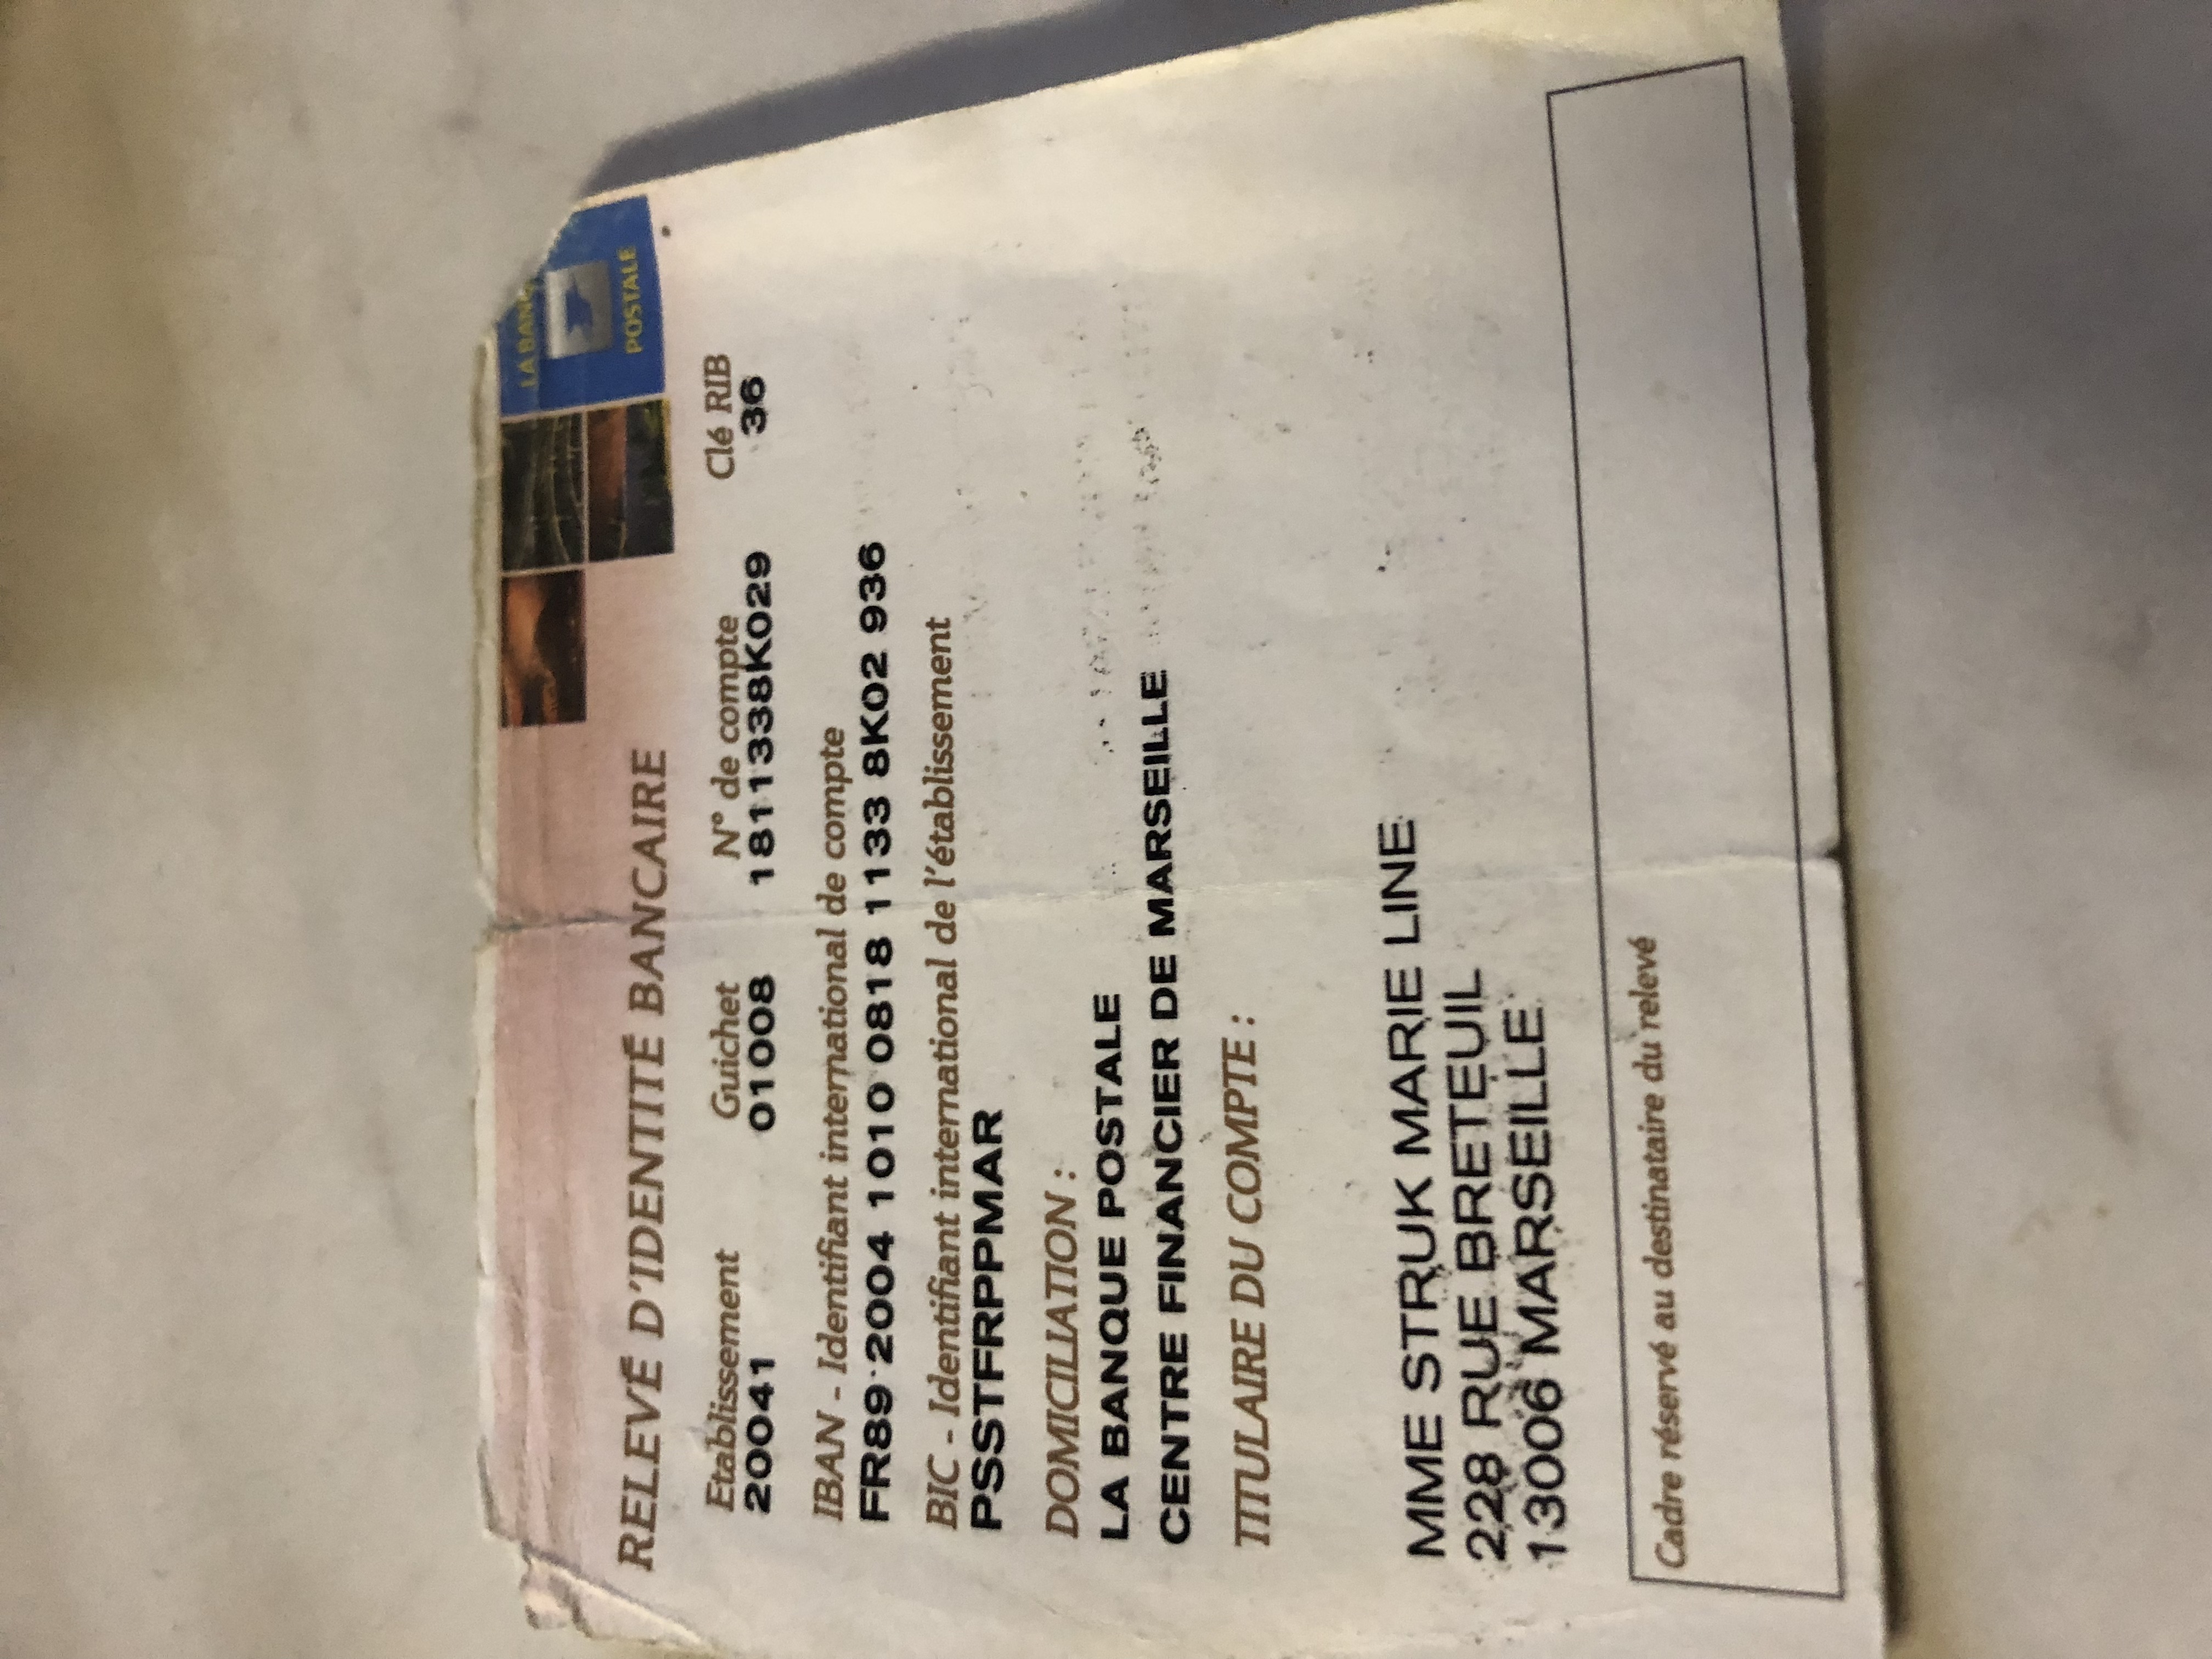 LA BANQUE
POSTALE
RELEVÉ D'IDENTITÉ BANCAIRE
Etablissement Guichet N° de compte Clé RIB
20041 01008 1811338K029 36
IBAN - Identifiant international de compte
FR89 2004 1010 0818 1133 8K02 936
BIC - Identifiant international de l'établissement
PSSTFRPPMAR
DOMICILIATION :
LA BANQUE POSTALE
CENTRE FINANCIER DE MARSEILLE
TITULAIRE DU COMPTE :
MME STRUK MARIE LINE
228 RUE BRETEUIL
13006 MARSEILLE
Cadre réservé au destinataire du relevé